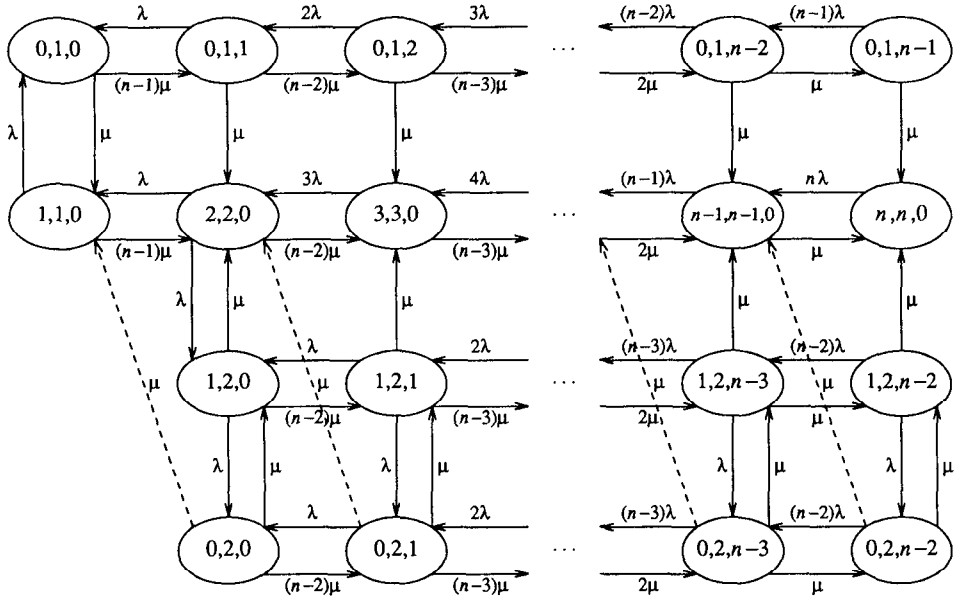 λ 2λ 3λ (n−2)λ (n−1)λ
0,1,0 0,1,1 0,1,2 ··· 0,1,n−2 0,1,n−1
(n−1)μ (n−2)μ (n−3)μ 2μ μ
λ μ μ μ μ μ
λ 3λ 4λ (n−1)λ nλ
1,1,0 2,2,0 3,3,0 ··· n−1,n−1,0 n,n,0
(n−1)μ (n−2)μ (n−3)μ 2μ μ
λ μ μ μ μ
λ 2λ (n−3)λ (n−2)λ
μ 1,2,0 μ 1,2,1 ··· μ 1,2,n−3 μ 1,2,n−2
(n−2)μ (n−3)μ 2μ μ
λ μ λ μ λ μ λ μ
λ 2λ (n−3)λ (n−2)λ
0,2,0 0,2,1 ··· 0,2,n−3 0,2,n−2
(n−2)μ (n−3)μ 2μ μ